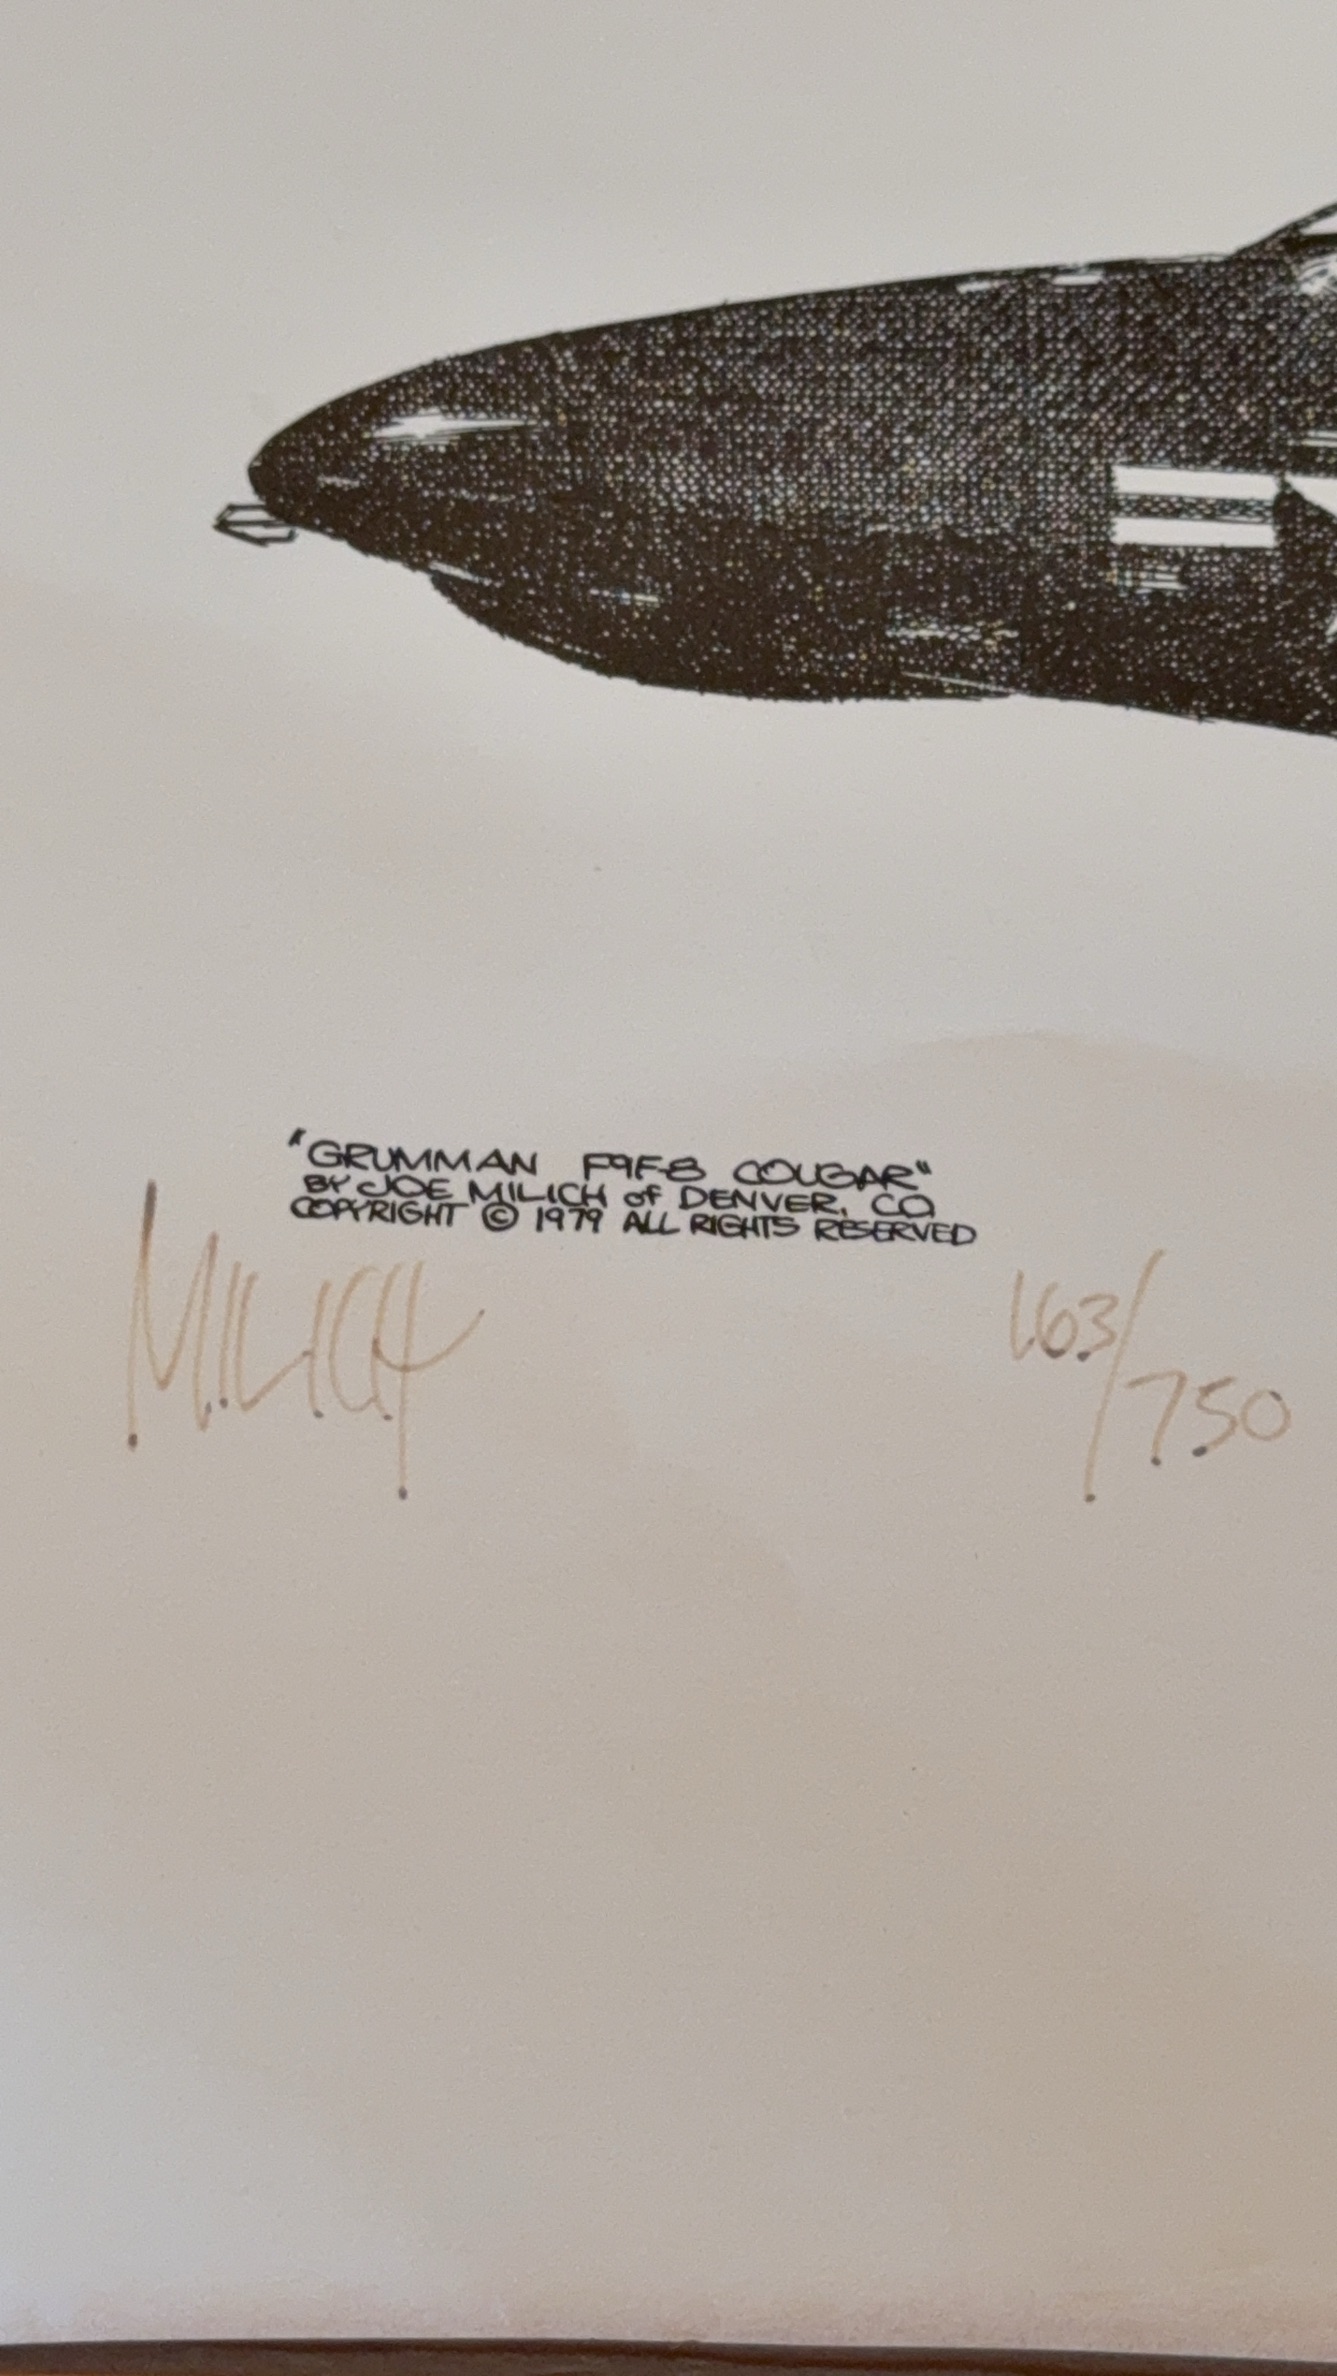 "GRUMMAN F9F-8 COUGAR"
BY JOE MILICH of DENVER, CO.
COPYRIGHT © 1979 ALL RIGHTS RESERVED
MILICH
163/750